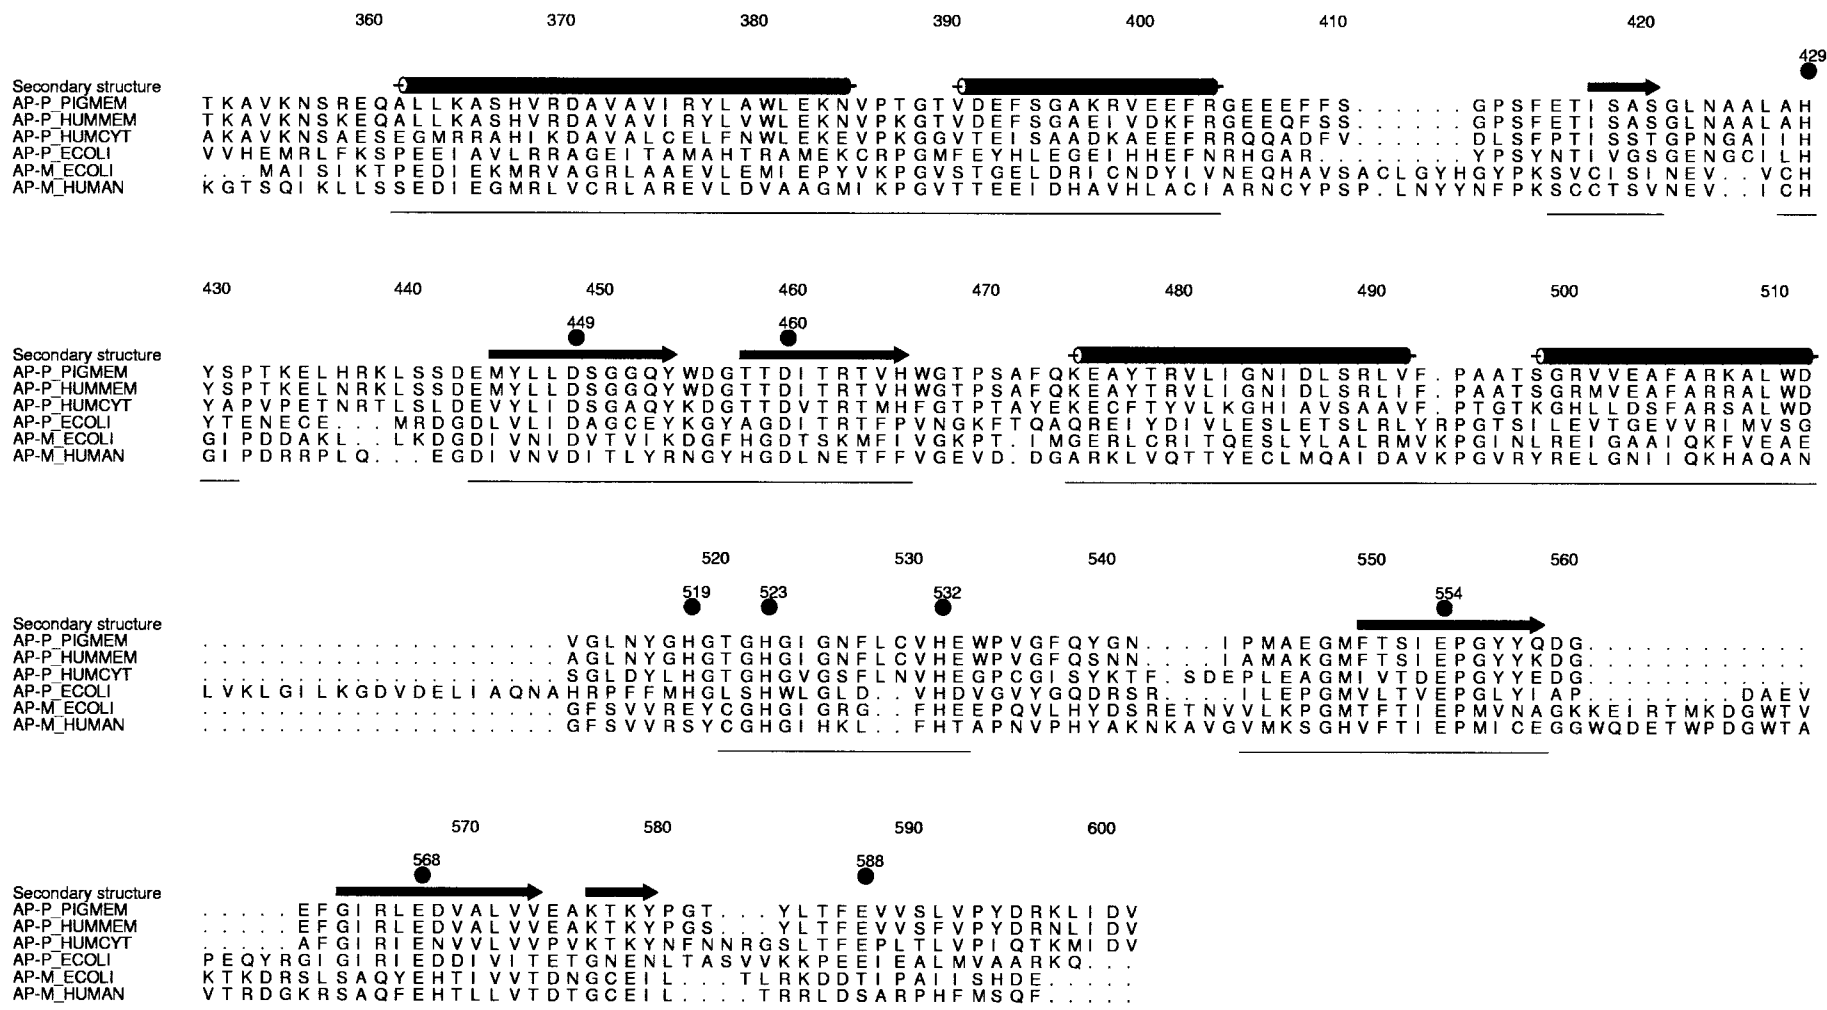 360 370 380 390 400 410 420
429
Secondary structure
AP-P_PIGMEM TKAVKNSREQALLKASHVRDAVAVIRYLAWLEKNVPTGTVDEFSGAKRVEEFRGEEEFFS......GPSFETISASGLNAALAH
AP-P_HUMMEM TKAVKNSKEQALLKASHVRDAVAVIRYLVWLEKNVPKGTVDEFSGAEIVDKFRGEEQFSS......GPSFETISASGLNAALAH
AP-P_HUMCYT AKAVKNSAESEGMRRAHIKDAVALCELFNWLEKEVPKGGVTEISAADKAEEFRRQQADFV......DLSFPTISSTGPNGAIIH
AP-P_ECOLI VVHEMRLFKSPEEIAVLRRAGEITAMAHTRAMEKCRPGMFEYHLEGEIHHEFNRHGAR........YPSYNTIVGSGENGCILH
AP-M_ECOLI ...MAISIKTPEDIEKMRVAGRLAAEVLEMIEPYVKPGVSTGELDRICNDYIVNEQHAVSACLGYHGYPKSVCISINEV..VCH
AP-M_HUMAN KGTSQIKLLSSEDIEGMRLVCRLAREVLDVAAGMIKPGVTTEEIDHAVHLACIARNCYPSP.LNYYNFPKSCCTSVNEV..ICH
430 440 450 460 470 480 490 500 510
449 460
Secondary structure
AP-P_PIGMEM YSPTKELHRKLSSDEMYLLDSGGQYWDGTTDITRTVHWGTPSAFQKEAYTRVLIGNIDLSRLVF.PAATSGRVVEAFARKALWD
AP-P_HUMMEM YSPTKELNRKLSSDEMYLLDSGGQYWDGTTDITRTVHWGTPSAFQKEAYTRVLIGNIDLSRLIF.PAATSGRMVEAFARRALWD
AP-P_HUMCYT YAPVPETNRTLSLDEVYLIDSGAQYKDGTTDVTRTMHFGTPTAYEKECFTYVLKGHIAVSAAVF.PTGTKGHLLDSFARSALWD
AP-P_ECOLI YTENECE...MRDGDLVLIDAGCEYKGYAGDITRTFPVNGKFTQAQREIYDIVLESLETSLRLYRPGTSILEVTGEVVRIMVSG
AP-M_ECOLI GIPDDAKL..LKDGDIVNIDVTVIKDGFHGDTSKMFIVGKPT.IMGERLCRITQESLYLALRMVKPGINLREIGAAIQKFVEAE
AP-M_HUMAN GIPDRRPLQ...EGDIVNVDITLYRNGYHGDLNETFFVGEVD.DGARKLVQTTYECLMQAIDAVKPGVRYRELGNIIQKHAQAN
520 530 540 550 560
519 523 532 554
Secondary structure
AP-P_PIGMEM ...................VGLNYGHGTGHGIGNFLCVHEWPVGFQYGN....IPMAEGMFTSIEPGYYQDG............
AP-P_HUMMEM ...................AGLNYGHGTGHGIGNFLCVHEWPVGFQSNN....IAMAKGMFTSIEPGYYKDG............
AP-P_HUMCYT ...................SGLDYLHGTGHGVGSFLNVHEGPCGISYKTF.SDEPLEAGMIVTDEPGYYEDG............
AP-P_ECOLI LVKLGILKGDVDELIAQNAHRPFFMHGLSHWLGLD..VHDVGVYGQDRSR....ILEPGMVLTVEPGLYIAP........DAEV
AP-M_ECOLI ...................GFSVVREYCGHGIGRG..FHEEPQVLHYDSRETNVVLKPGMTFTIEPMVNAGKKEIRTMKDGWTV
AP-M_HUMAN ...................GFSVVRSYCGHGIHKL..FHTAPNVPHYAKNKAVGVMKSGHVFTIEPMICEGGWQDETWPDGWTA
570 580 590 600
568 588
Secondary structure
AP-P_PIGMEM .....EFGIRLEDVALVVEAKTKYPGT...YLTFEVVSLVPYDRKLIDV
AP-P_HUMMEM .....EFGIRLEDVALVVEAKTKYPGS...YLTFEVVSFVPYDRNLIDV
AP-P_HUMCYT .....AFGIRIENVVLVVPVKTKYNFNNRGSLTFEPLTLVPIQTKMIDV
AP-P_ECOLI PEQYRGIGIRIEDDIVITETGNENLTASVVKKPEEIEALMVAARKQ...
AP-M_ECOLI KTKDRSLSAQYEHTIVVTDNGCEIL...TLRKDDTIPAIISHDE.....
AP-M_HUMAN VTRDGKRSAQFEHTLLVTDTGCEIL....TRRLDSARPHFMSQF.....